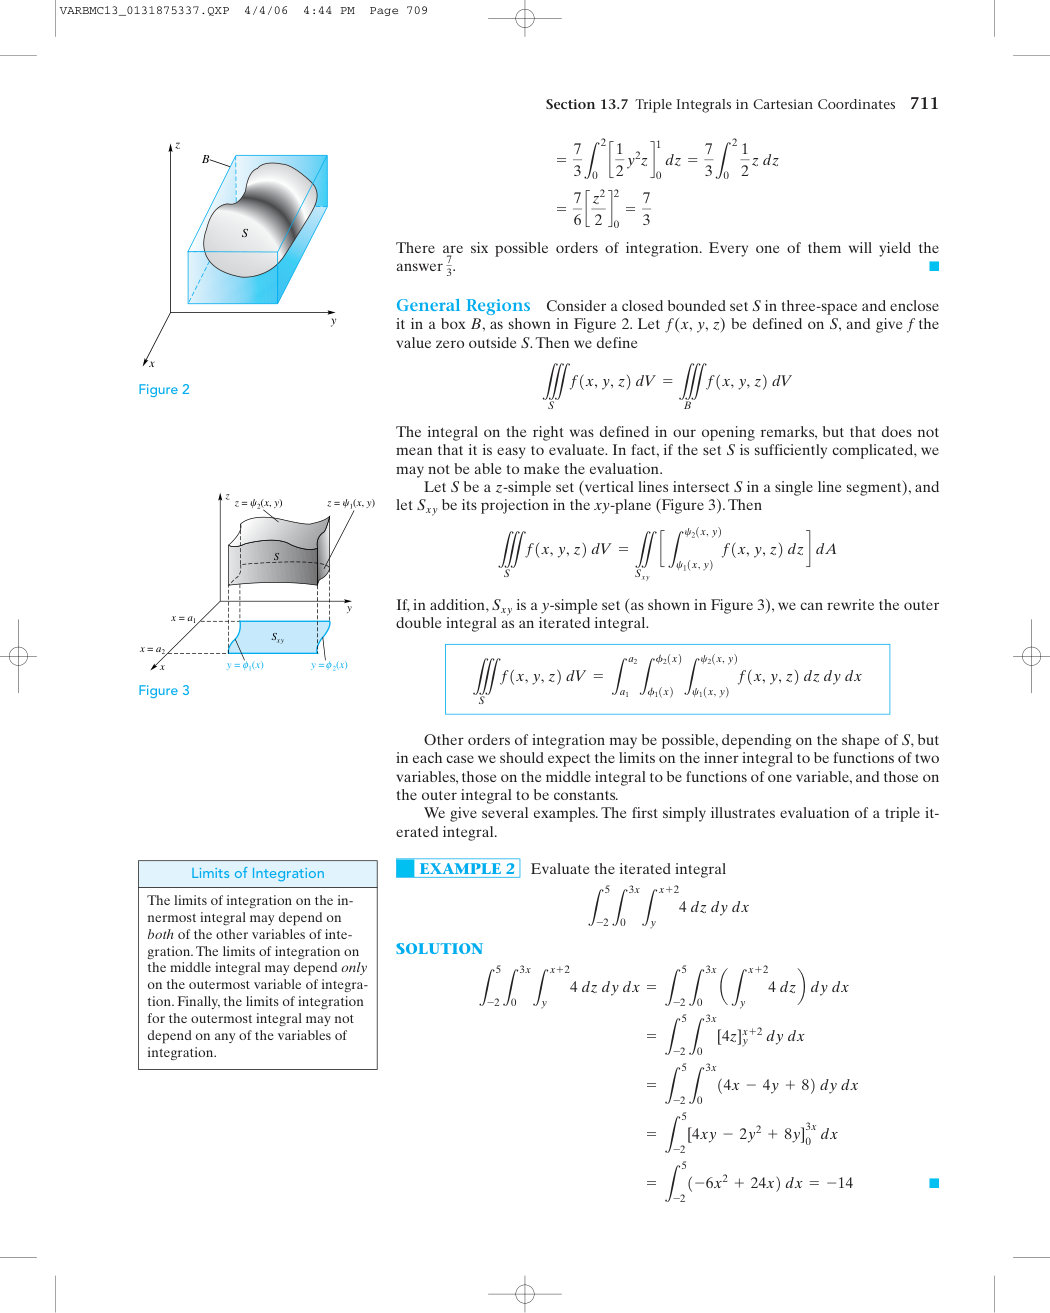 VARBMC13_0131875337.QXP 4/4/06 4:44 PM Page 709
Section 13.7 Triple Integrals in Cartesian Coordinates 711
z
B
S
y
x
Figure 2
= 7/3 ∫_0^2 [1/2 y²z]_0^1 dz = 7/3 ∫_0^2 1/2 z dz
= 7/6 [z²/2]_0^2 = 7/3
There are six possible orders of integration. Every one of them will yield the
answer 7/3.
General Regions Consider a closed bounded set S in three-space and enclose
it in a box B, as shown in Figure 2. Let f(x, y, z) be defined on S, and give f the
value zero outside S. Then we define
∭_S f(x, y, z) dV = ∭_B f(x, y, z) dV
The integral on the right was defined in our opening remarks, but that does not
mean that it is easy to evaluate. In fact, if the set S is sufficiently complicated, we
may not be able to make the evaluation.
Let S be a z-simple set (vertical lines intersect S in a single line segment), and
let S_xy be its projection in the xy-plane (Figure 3). Then
∭_S f(x, y, z) dV = ∬_{S_xy} [∫_{ψ₁(x, y)}^{ψ₂(x, y)} f(x, y, z) dz] dA
z
z = ψ₂(x, y)
z = ψ₁(x, y)
S
y
x = a₁
S_xy
x = a₂
x
y = ϕ₁(x)
y = ϕ₂(x)
Figure 3
If, in addition, S_xy is a y-simple set (as shown in Figure 3), we can rewrite the outer
double integral as an iterated integral.
∭_S f(x, y, z) dV = ∫_{a₁}^{a₂} ∫_{ϕ₁(x)}^{ϕ₂(x)} ∫_{ψ₁(x, y)}^{ψ₂(x, y)} f(x, y, z) dz dy dx
Other orders of integration may be possible, depending on the shape of S, but
in each case we should expect the limits on the inner integral to be functions of two
variables, those on the middle integral to be functions of one variable, and those on
the outer integral to be constants.
We give several examples. The first simply illustrates evaluation of a triple it-
erated integral.
Limits of Integration
The limits of integration on the in-
nermost integral may depend on
both of the other variables of inte-
gration. The limits of integration on
the middle integral may depend only
on the outermost variable of integra-
tion. Finally, the limits of integration
for the outermost integral may not
depend on any of the variables of
integration.
EXAMPLE 2 Evaluate the iterated integral
∫_{−2}^5 ∫_0^{3x} ∫_y^{x+2} 4 dz dy dx
SOLUTION
∫_{−2}^5 ∫_0^{3x} ∫_y^{x+2} 4 dz dy dx = ∫_{−2}^5 ∫_0^{3x} (∫_y^{x+2} 4 dz) dy dx
= ∫_{−2}^5 ∫_0^{3x} [4z]_y^{x+2} dy dx
= ∫_{−2}^5 ∫_0^{3x} (4x − 4y + 8) dy dx
= ∫_{−2}^5 [4xy − 2y² + 8y]_0^{3x} dx
= ∫_{−2}^5 (−6x² + 24x) dx = −14